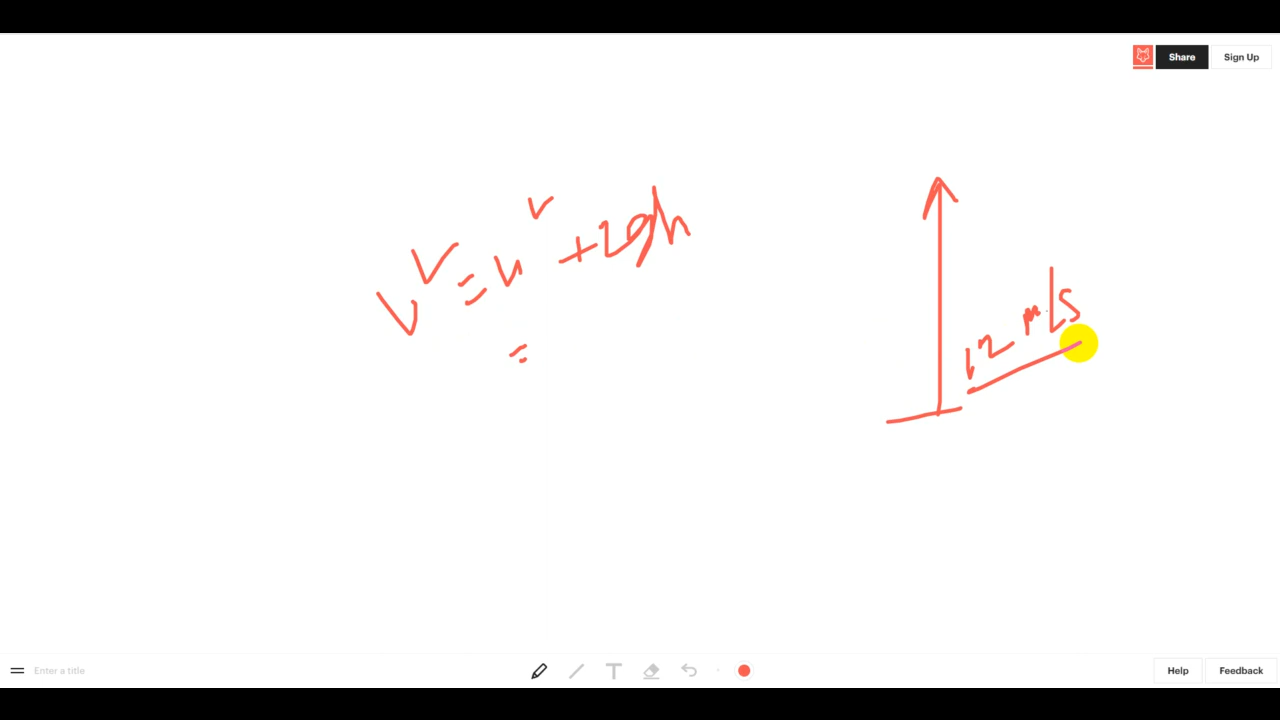 Share
Sign Up
v² = u² + 2gh
=
12 m/s
Enter a title
T
Help
Feedback